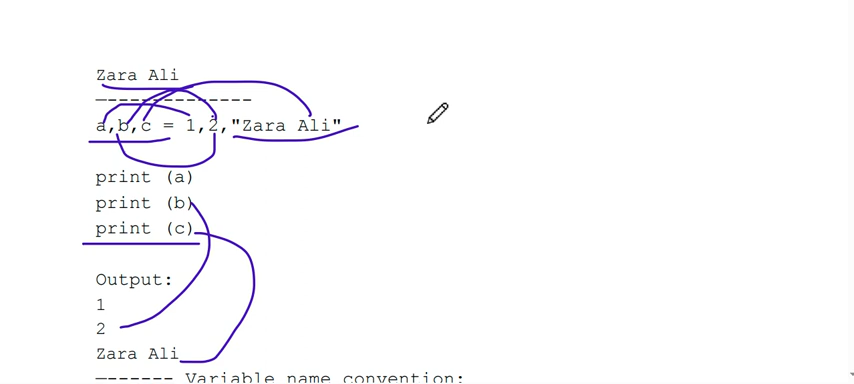 Zara Ali
—--------------
a,b,c = 1,2,"Zara Ali"
print (a)
print (b)
print (c)
Output:
1
2
Zara Ali
—------ Variable name convention: